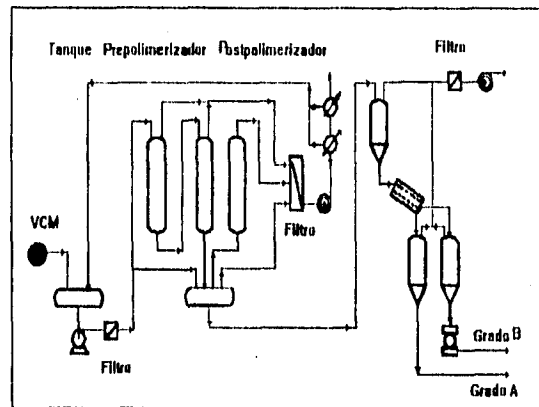 Tanque Prepolimerizador Postpolimerizador
Filtro
VCM
Filtro
Filtro
Grado B
Grado A